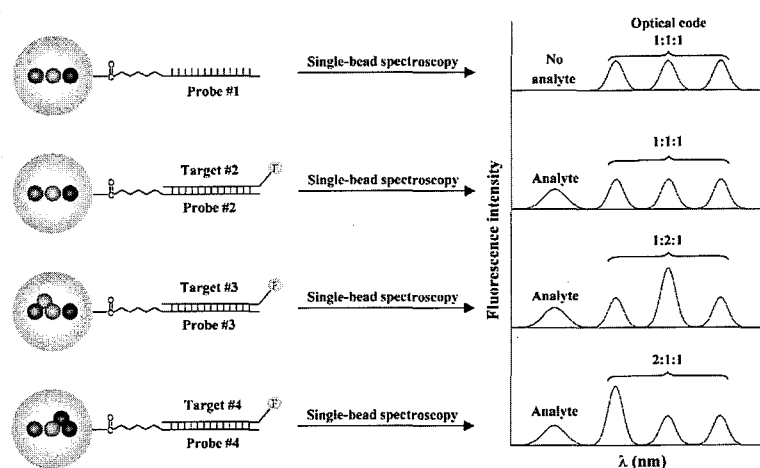 Optical code
1:1:1
No
analyte
O
C
Probe #1
Single-bead spectroscopy
1:1:1
Analyte
Target #2
F
O
C
Probe #2
Single-bead spectroscopy
1:2:1
Analyte
Target #3
F
O
C
Probe #3
Single-bead spectroscopy
2:1:1
Analyte
Target #4
F
O
C
Probe #4
Single-bead spectroscopy
Fluorescence intensity
λ (nm)